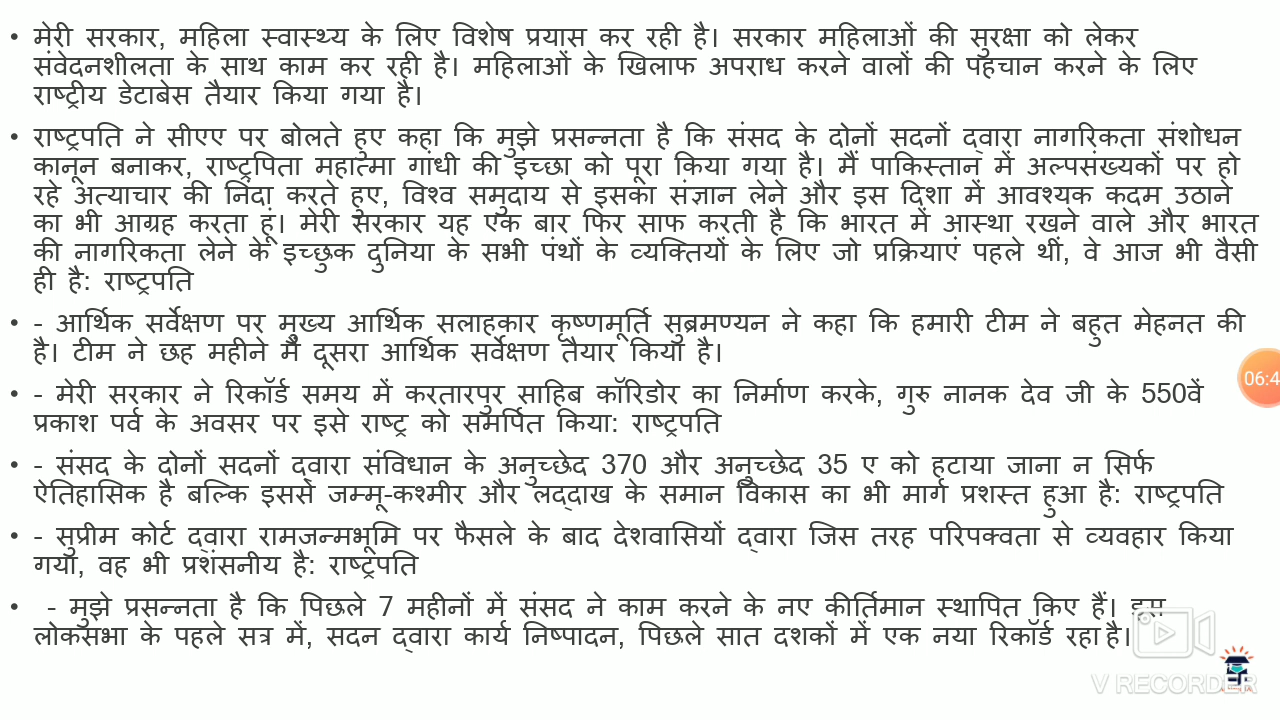 • मेरी सरकार, महिला स्वास्थ्य के लिए विशेष प्रयास कर रही है। सरकार महिलाओं की सुरक्षा को लेकर
संवेदनशीलता के साथ काम कर रही है। महिलाओं के खिलाफ अपराध करने वालों की पहचान करने के लिए
राष्ट्रीय डेटाबेस तैयार किया गया है।
• राष्ट्रपति ने सीएए पर बोलते हुए कहा कि मुझे प्रसन्नता है कि संसद के दोनों सदनों द्वारा नागरिकता संशोधन
कानून बनाकर, राष्ट्रपिता महात्मा गांधी की इच्छा को पूरा किया गया है। मैं पाकिस्तान में अल्पसंख्यकों पर हो
रहे अत्याचार की निंदा करते हुए, विश्व समुदाय से इसका संज्ञान लेने और इस दिशा में आवश्यक कदम उठाने
का भी आग्रह करता हूं। मेरी सरकार यह एक बार फिर साफ करती है कि भारत में आस्था रखने वाले और भारत
की नागरिकता लेने के इच्छुक दुनिया के सभी पंथों के व्यक्तियों के लिए जो प्रक्रियाएं पहले थीं, वे आज भी वैसी
ही है: राष्ट्रपति
• - आर्थिक सर्वेक्षण पर मुख्य आर्थिक सलाहकार कृष्णमूर्ति सुब्रमण्यन ने कहा कि हमारी टीम ने बहुत मेहनत की
है। टीम ने छह महीने में दूसरा आर्थिक सर्वेक्षण तैयार किया है।
• - मेरी सरकार ने रिकॉर्ड समय में करतारपुर साहिब कॉरिडोर का निर्माण करके, गुरु नानक देव जी के 550वें
प्रकाश पर्व के अवसर पर इसे राष्ट्र को समर्पित किया: राष्ट्रपति
• - संसद के दोनों सदनों द्वारा संविधान के अनुच्छेद 370 और अनुच्छेद 35 ए को हटाया जाना न सिर्फ
ऐतिहासिक है बल्कि इससे जम्मू-कश्मीर और लद्दाख के समान विकास का भी मार्ग प्रशस्त हुआ है: राष्ट्रपति
• - सुप्रीम कोर्ट द्वारा रामजन्मभूमि पर फैसले के बाद देशवासियों द्वारा जिस तरह परिपक्वता से व्यवहार किया
गया, वह भी प्रशंसनीय है: राष्ट्रपति
• - मुझे प्रसन्नता है कि पिछले 7 महीनों में संसद ने काम करने के नए कीर्तिमान स्थापित किए हैं। इस
लोकसभा के पहले सत्र में, सदन द्वारा कार्य निष्पादन, पिछले सात दशकों में एक नया रिकॉर्ड रहा है।
06:4
V RECORDER